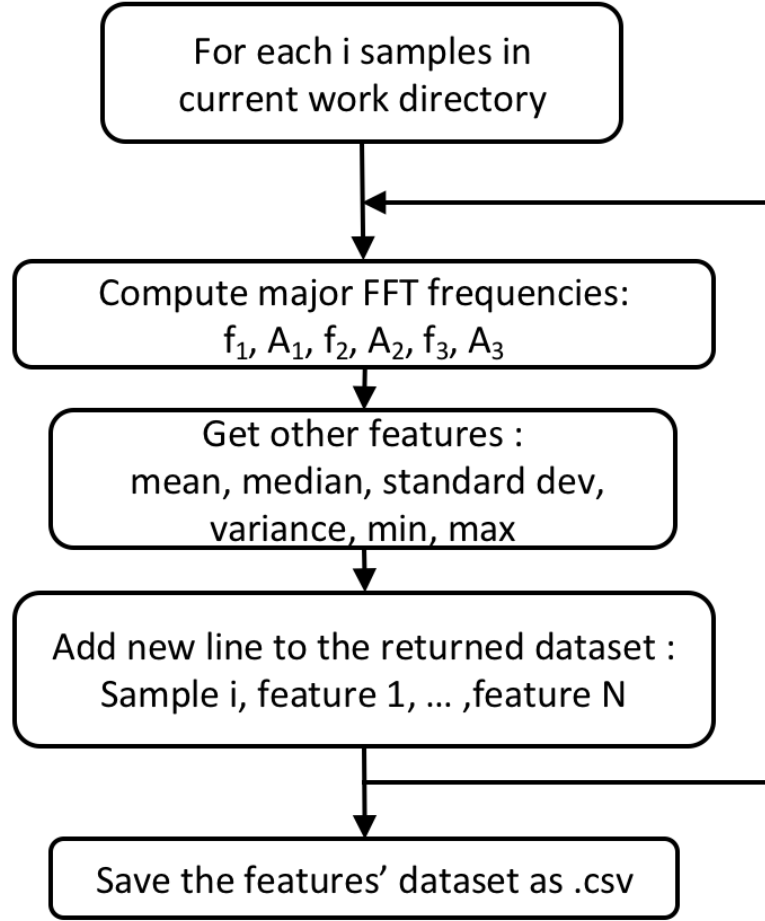 For each i samples in
current work directory
Compute major FFT frequencies:
f₁, A₁, f₂, A₂, f₃, A₃
Get other features :
mean, median, standard dev,
variance, min, max
Add new line to the returned dataset :
Sample i, feature 1, ... ,feature N
Save the features’ dataset as .csv